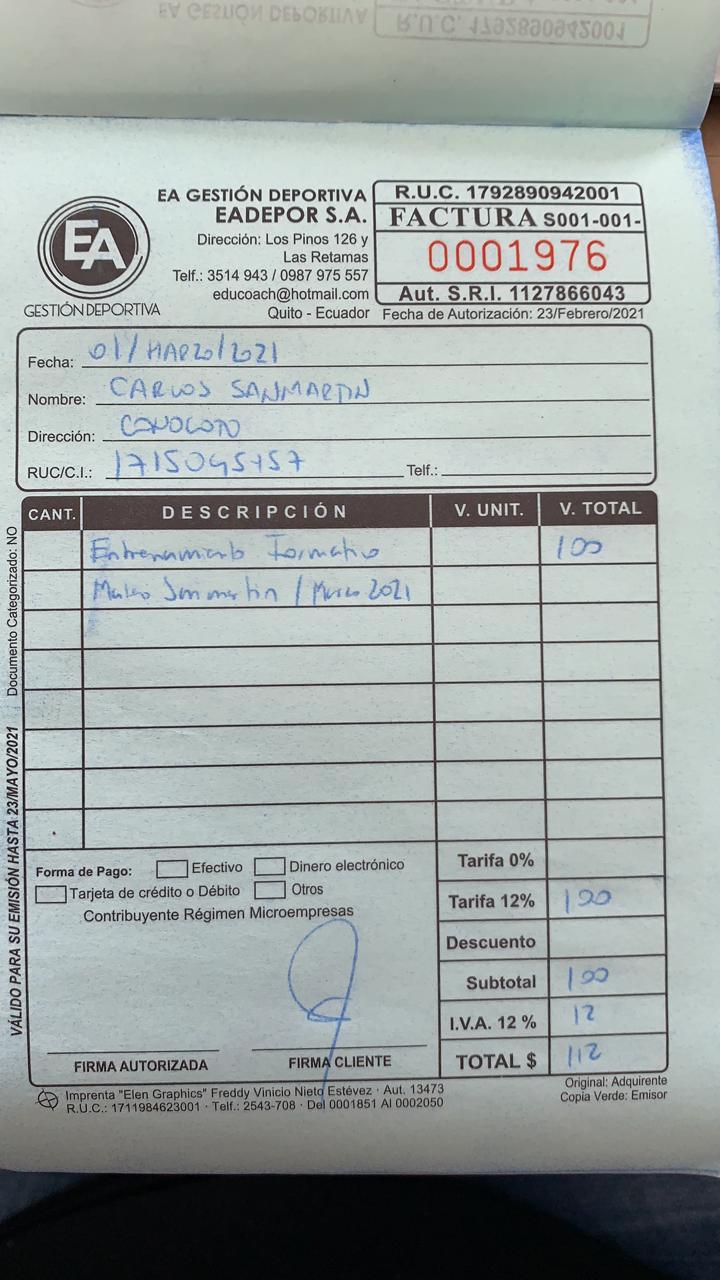 EA GESTIÓN DEPORTIVA
R.U.C. 1792890942001
EA
GESTIÓN DEPORTIVA
EA GESTIÓN DEPORTIVA
EADEPOR S.A.
Dirección: Los Pinos 126 y
Las Retamas
Telf.: 3514 943 / 0987 975 557
educoach@hotmail.com
Quito - Ecuador
R.U.C. 1792890942001
FACTURA S001-001-
0001976
Aut. S.R.I. 1127866043
Fecha de Autorización: 23/Febrero/2021
Fecha: 01/MARZO/2021
Nombre: CARLOS SANMARTIN
Dirección: CONOCOTO
RUC/C.I.: Telf.:
CANT. DESCRIPCIÓN V. UNIT. V. TOTAL
Entrenamiento Formativo 100
Mateo Sanmartin / Marzo 2021
Tarifa 0%
Tarifa 12% 100
Descuento
Subtotal 100
I.V.A. 12 % 12
TOTAL $ 112
Forma de Pago: Efectivo Dinero electrónico
Tarjeta de crédito o Débito Otros
Contribuyente Régimen Microempresas
FIRMA AUTORIZADA FIRMA CLIENTE
Imprenta "Elen Graphics" Freddy Vinicio Nieto Estévez · Aut. 13473
R.U.C.: 1711984623001 · Telf.: 2543-708 · Del 0001851 Al 0002050
Original: Adquirente
Copia Verde: Emisor
VÁLIDO PARA SU EMISIÓN HASTA 23/MAYO/2021 Documento Categorizado: NO